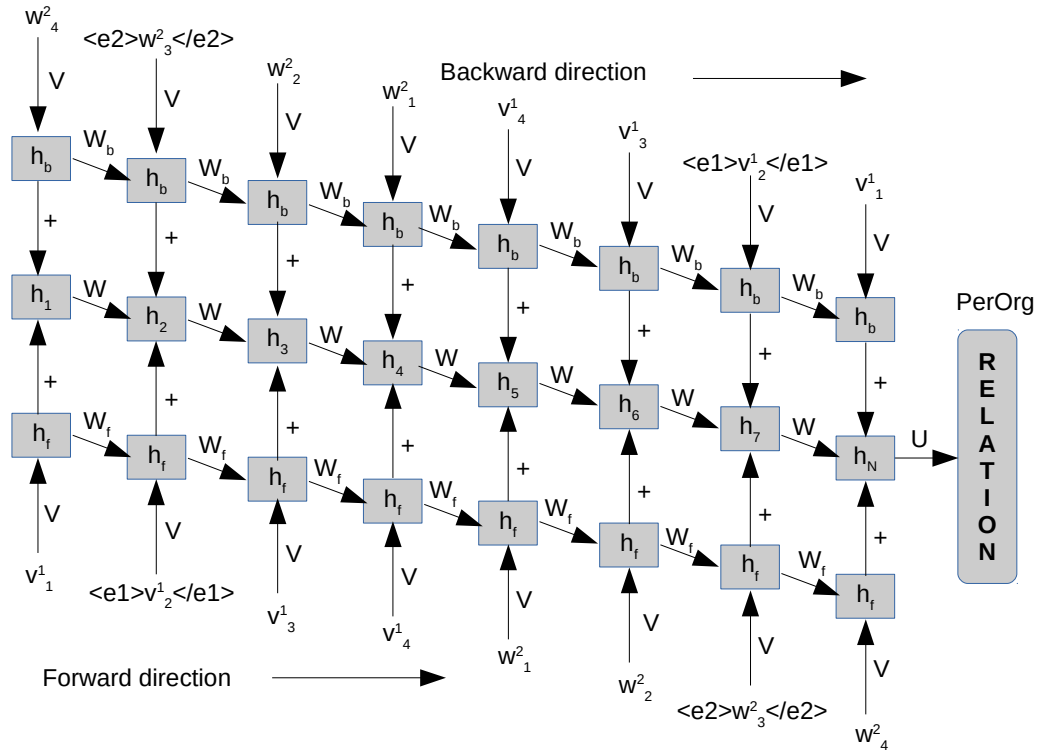 w²₄ <e2>w²₃</e2> w²₂ w²₁ v¹₄ v¹₃ <e1>v¹₂</e1> v¹₁
Backward direction
V V V V V V V V
h_b h_b h_b h_b h_b h_b h_b h_b
W_b W_b W_b W_b W_b W_b W_b
+ + + + + + + +
h₁ h₂ h₃ h₄ h₅ h₆ h₇ h_N
W W W W W W W
U
PerOrg
RELATION
+ + + + + + + +
h_f h_f h_f h_f h_f h_f h_f h_f
W_f W_f W_f W_f W_f W_f W_f
V V V V V V V V
v¹₁ <e1>v¹₂</e1> v¹₃ v¹₄ w²₁ w²₂ <e2>w²₃</e2> w²₄
Forward direction